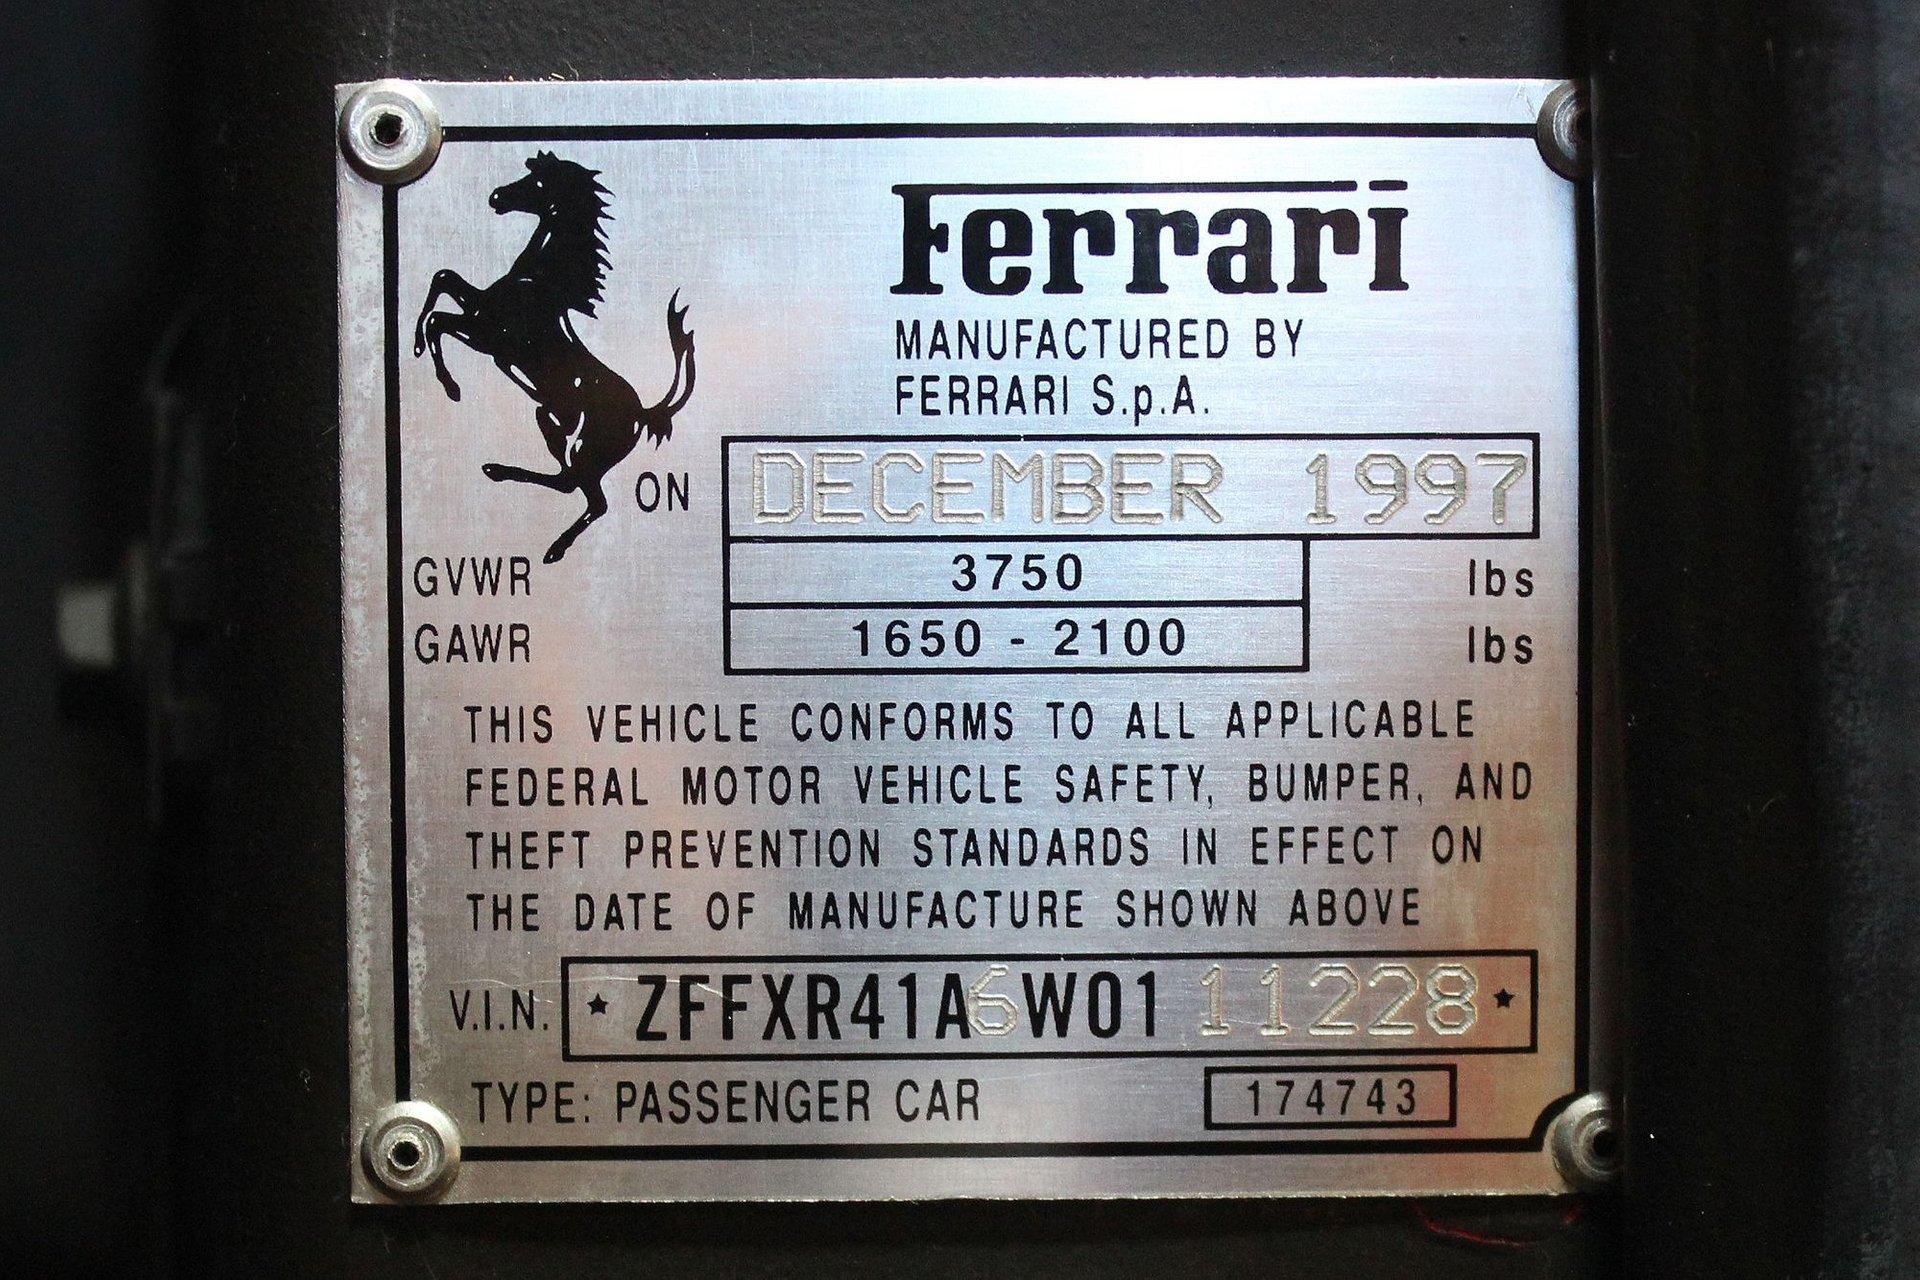 Ferrari
MANUFACTURED BY
FERRARI S.p.A.
ON DECEMBER 1997
GVWR 3750 lbs
GAWR 1650 - 2100 lbs
THIS VEHICLE CONFORMS TO ALL APPLICABLE
FEDERAL MOTOR VEHICLE SAFETY, BUMPER, AND
THEFT PREVENTION STANDARDS IN EFFECT ON
THE DATE OF MANUFACTURE SHOWN ABOVE
V.I.N. ★ ZFFXR41A6W01 11228 ★
TYPE: PASSENGER CAR 174743